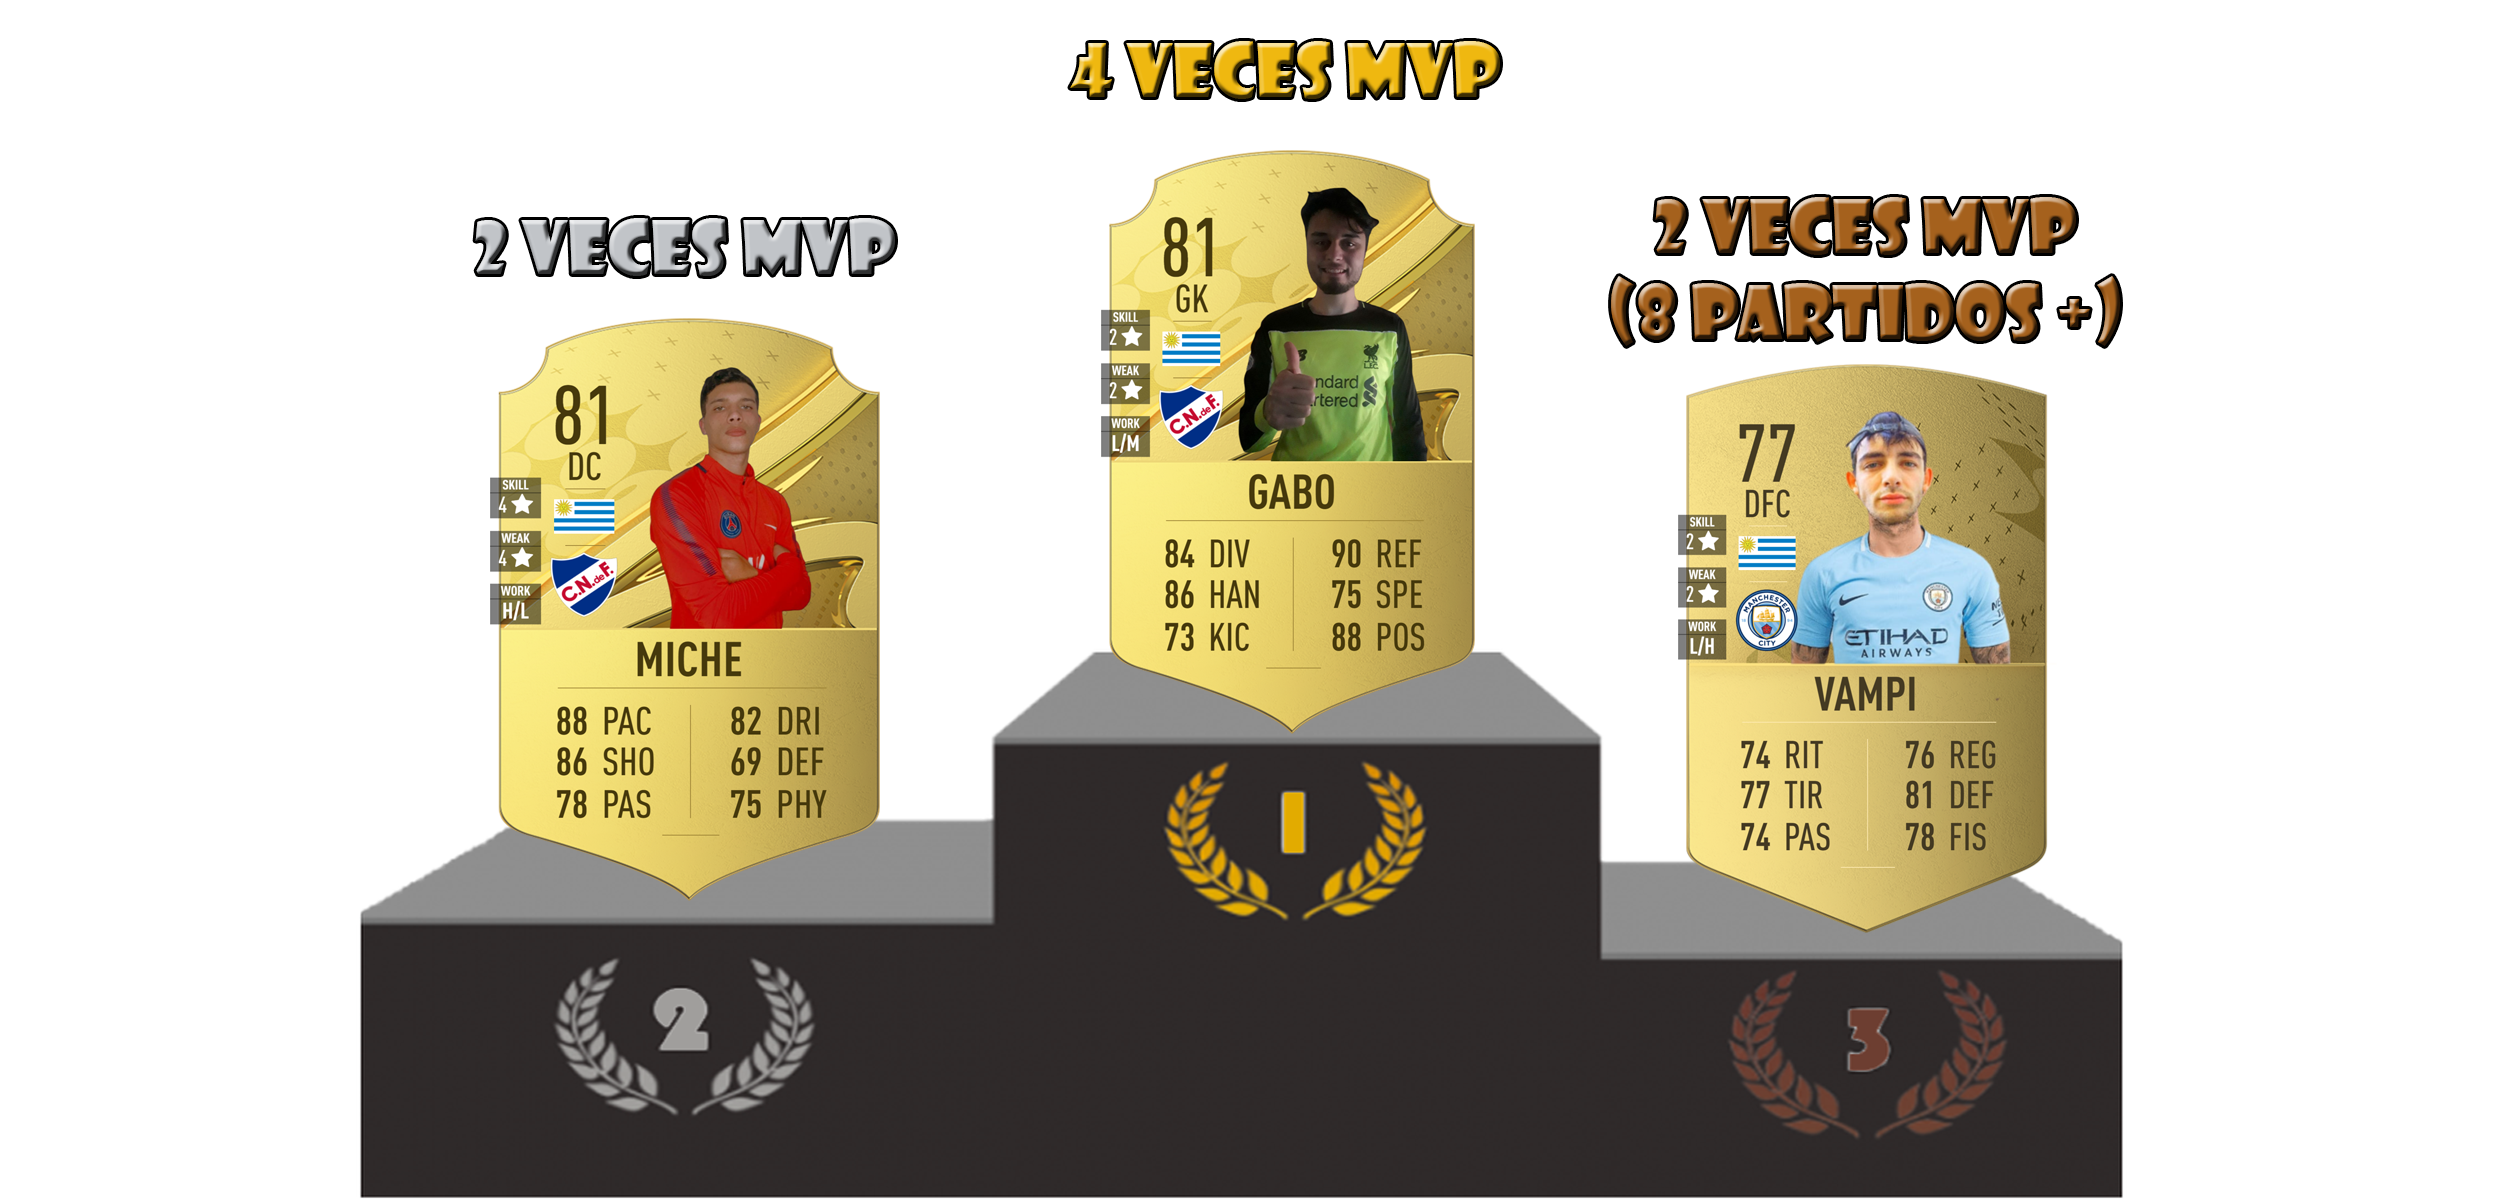 4 VECES MVP
2 VECES MVP
2 VECES MVP
(8 PARTIDOS +)
81
DC
SKILL
4
WEAK
4
WORK
H/L
C.N.deF.
MICHE
88 PAC 82 DRI
86 SHO 69 DEF
78 PAS 75 PHY
81
GK
SKILL
2
WEAK
2
WORK
L/M
C.N.deF.
ndard
rtered
GABO
84 DIV 90 REF
86 HAN 75 SPE
73 KIC 88 POS
77
DFC
SKILL
2
WEAK
2
WORK
L/H
MANCHESTER
CITY
ETIHAD
AIRWAYS
VAMPI
74 RIT 76 REG
77 TIR 81 DEF
74 PAS 78 FIS
1
2
3